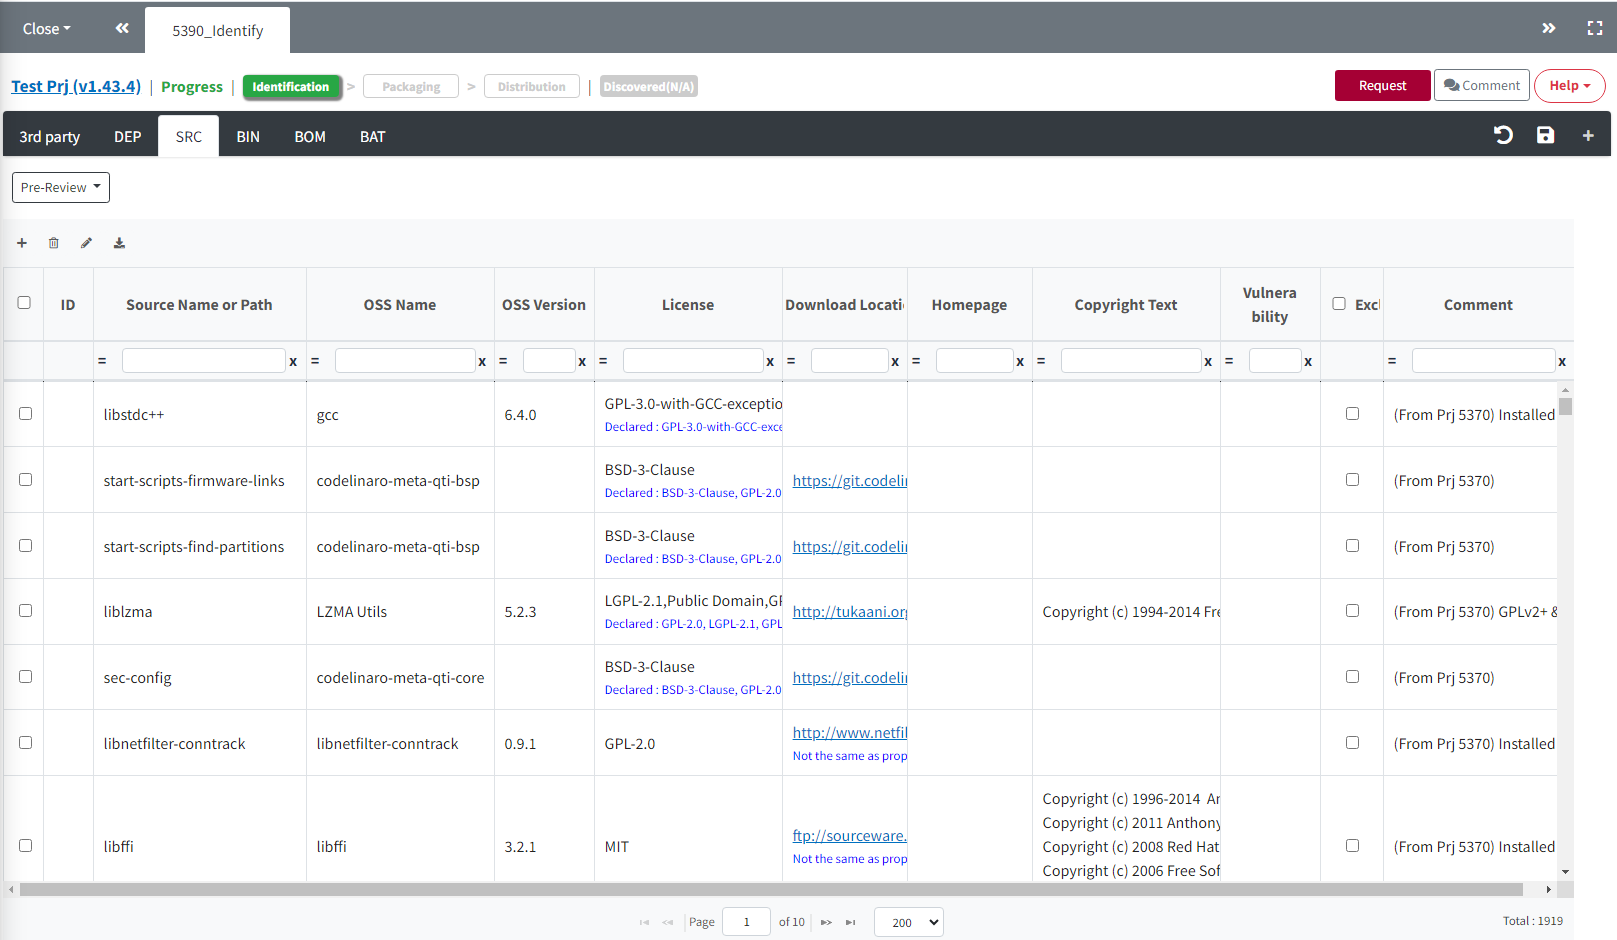 Close
5390_Identify
Test Prj (v1.43.4) | Progress | Identification > Packaging > Distribution | Discovered(N/A) Request Comment Help
3rd party DEP SRC BIN BOM BAT
Pre-Review
ID Source Name or Path OSS Name OSS Version License Download Locati Homepage Copyright Text Vulnera
bility Excl Comment
= x = x = x = x = x = x = x = x = x
libstdc++ gcc 6.4.0 GPL-3.0-with-GCC-exceptio (From Prj 5370) Installed
Declared : GPL-3.0-with-GCC-exce
start-scripts-firmware-links codelinaro-meta-qti-bsp BSD-3-Clause https://git.codelin (From Prj 5370)
Declared : BSD-3-Clause, GPL-2.0
start-scripts-find-partitions codelinaro-meta-qti-bsp BSD-3-Clause https://git.codelin (From Prj 5370)
Declared : BSD-3-Clause, GPL-2.0
liblzma LZMA Utils 5.2.3 LGPL-2.1,Public Domain,GP http://tukaani.org Copyright (c) 1994-2014 Fre (From Prj 5370) GPLv2+ &
Declared : GPL-2.0, LGPL-2.1, GPL
sec-config codelinaro-meta-qti-core BSD-3-Clause https://git.codelin (From Prj 5370)
Declared : BSD-3-Clause, GPL-2.0
libnetfilter-conntrack libnetfilter-conntrack 0.9.1 GPL-2.0 http://www.netfil (From Prj 5370) Installed
Not the same as prop
libffi libffi 3.2.1 MIT ftp://sourceware. Copyright (c) 1996-2014 Ar (From Prj 5370) Installed
Not the same as prop Copyright (c) 2011 Anthony
Copyright (c) 2008 Red Hat
Copyright (c) 2006 Free Sof
Page 1 of 10 200 Total : 1919